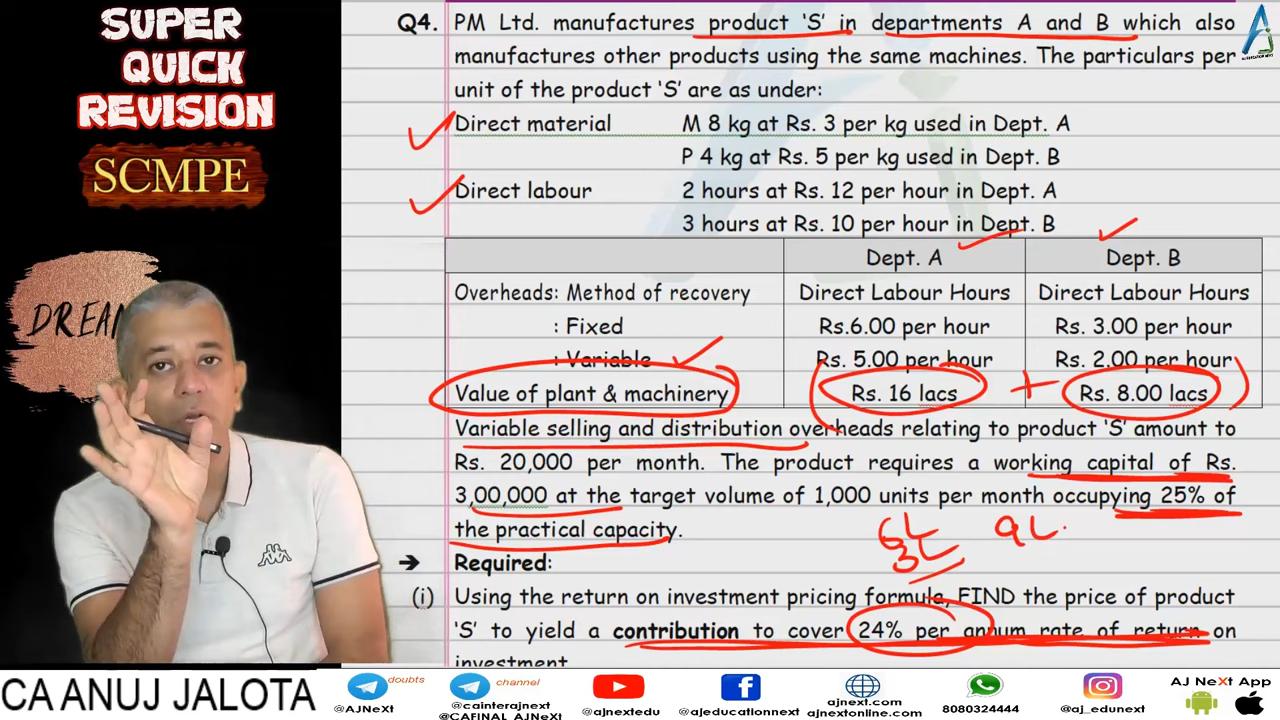 SUPER
QUICK
REVISION
SCMPE
DREAM
Q4. PM Ltd. manufactures product ‘S’ in departments A and B which also
manufactures other products using the same machines. The particulars per
unit of the product ‘S’ are as under:
Direct material M 8 kg at Rs. 3 per kg used in Dept. A
P 4 kg at Rs. 5 per kg used in Dept. B
Direct labour 2 hours at Rs. 12 per hour in Dept. A
3 hours at Rs. 10 per hour in Dept. B
Dept. A Dept. B
Overheads: Method of recovery Direct Labour Hours Direct Labour Hours
: Fixed Rs.6.00 per hour Rs. 3.00 per hour
: Variable Rs. 5.00 per hour Rs. 2.00 per hour
Value of plant & machinery Rs. 16 lacs + Rs. 8.00 lacs
Variable selling and distribution overheads relating to product ‘S’ amount to
Rs. 20,000 per month. The product requires a working capital of Rs.
3,00,000 at the target volume of 1,000 units per month occupying 25% of
the practical capacity.
6L 9L
3L
→ Required:
(i) Using the return on investment pricing formula, FIND the price of product
‘S’ to yield a contribution to cover 24% per annum rate of return on
investment.
CA ANUJ JALOTA
doubts
@AJNeXt
channel
@cainterajnext
@CAFINAL_AJNeXt
@ajnextedu
@ajeducationnext
ajnext.com
ajnextonline.com
8080324444
@aj_edunext
AJ NeXt App